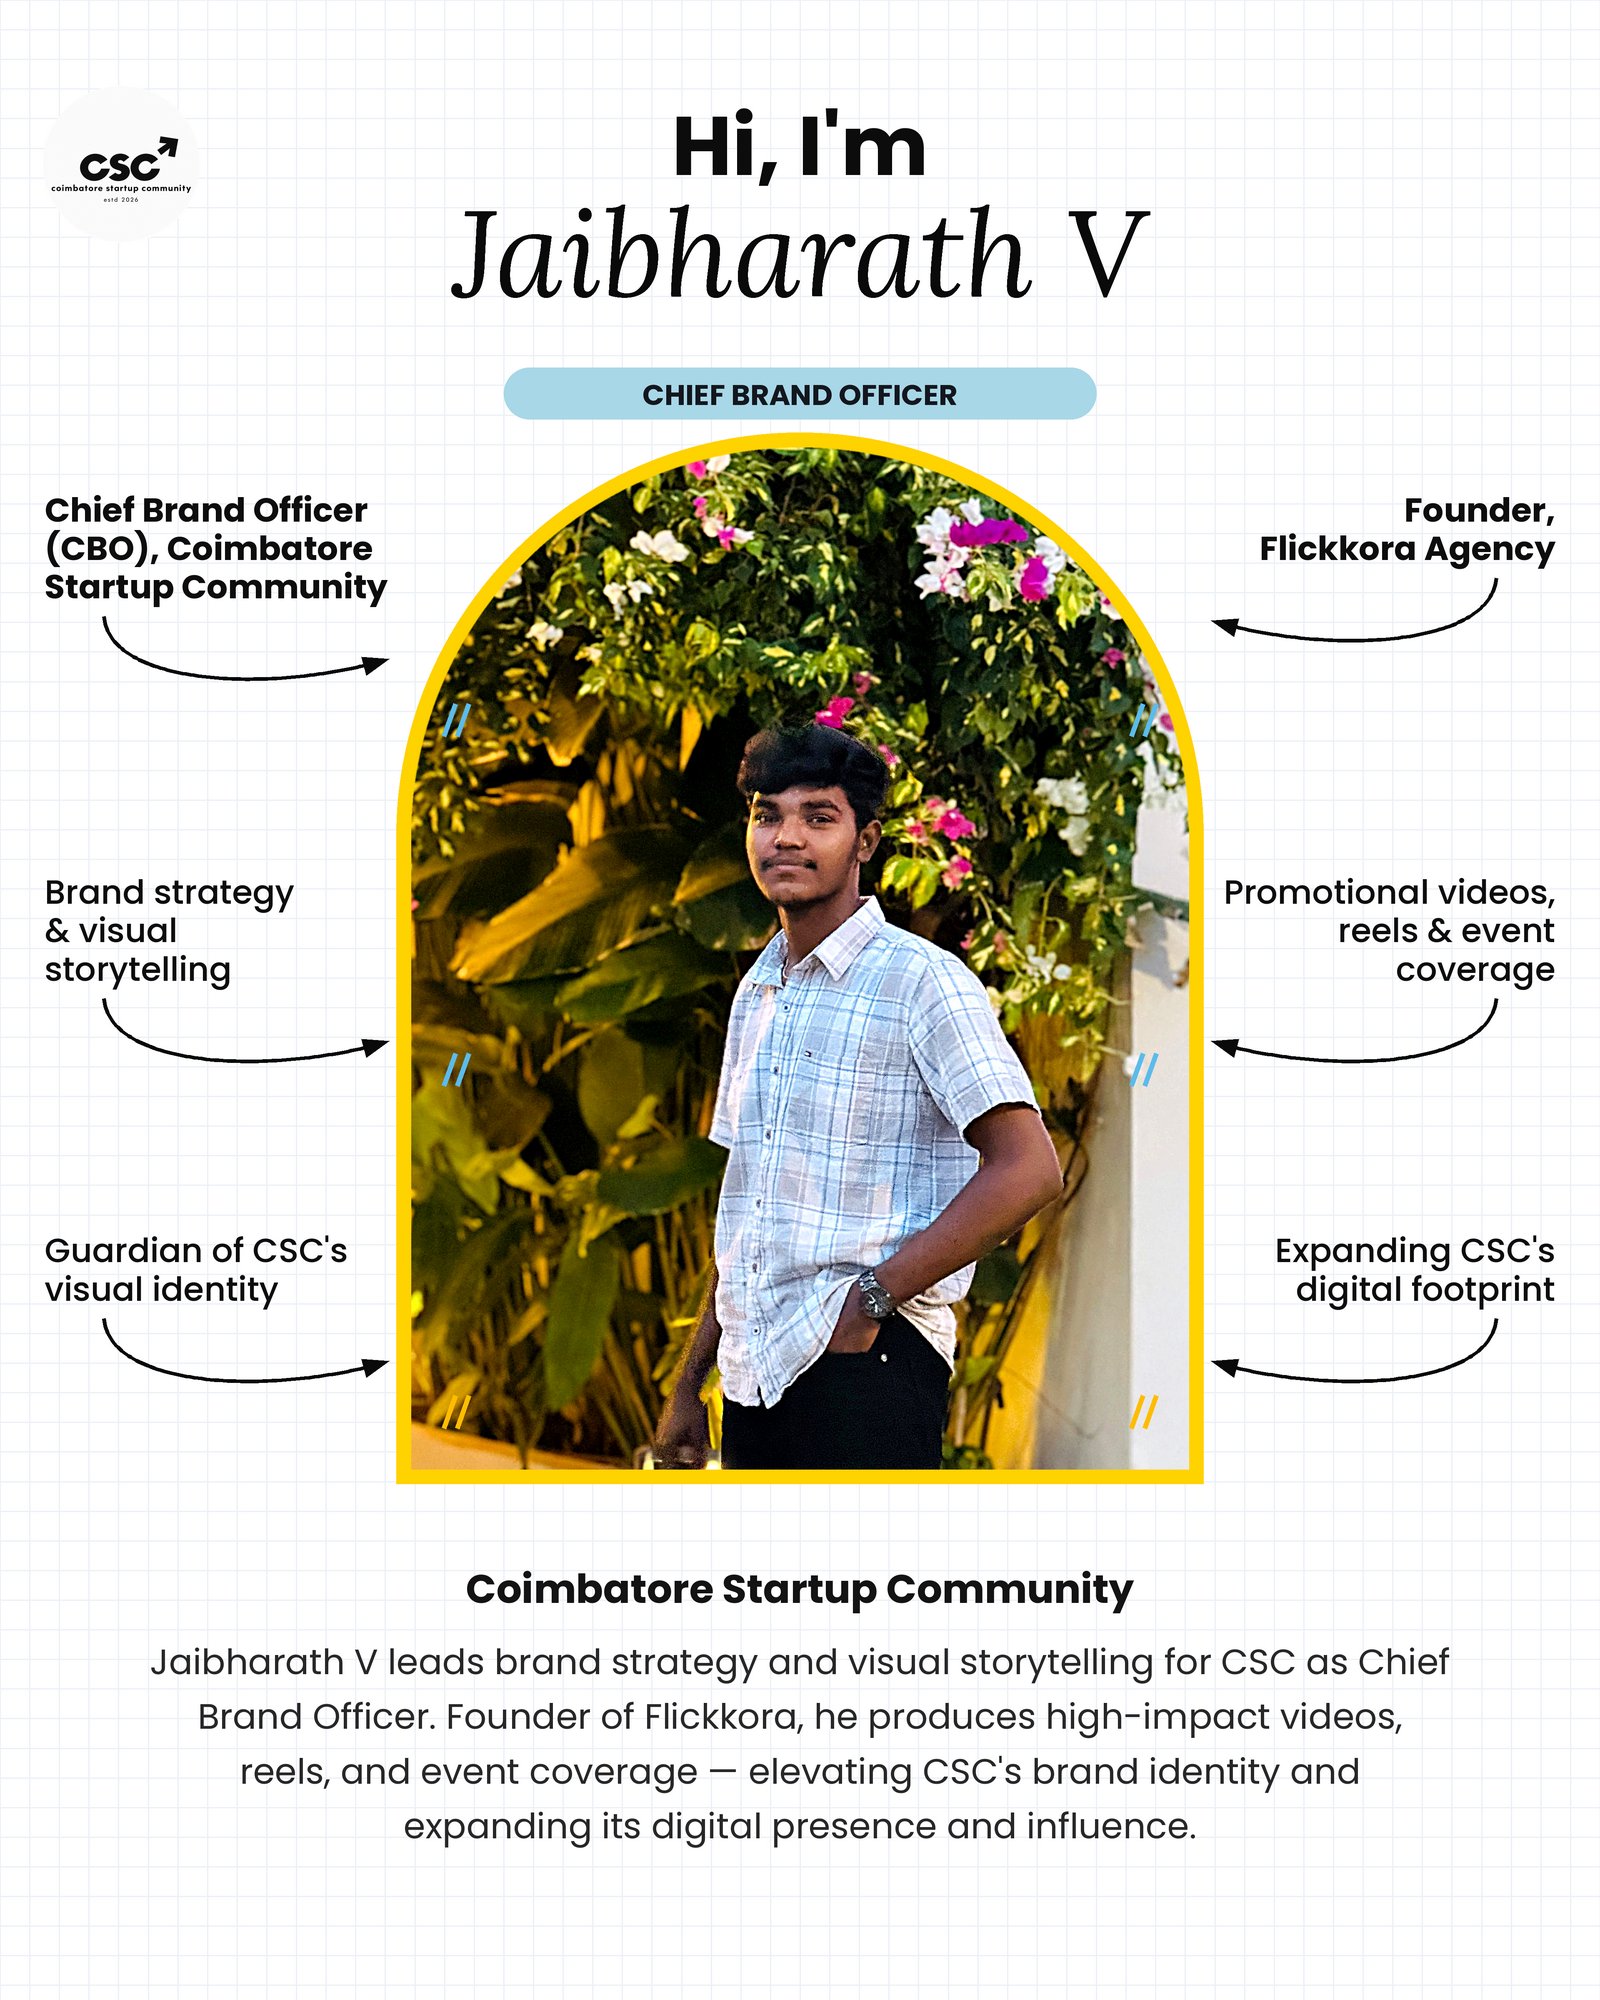 csc
coimbatore startup community
estd 2026
Hi, I'm
Jaibharath V
CHIEF BRAND OFFICER
Chief Brand Officer
(CBO), Coimbatore
Startup Community
Founder,
Flickkora Agency
Brand strategy
& visual
storytelling
Promotional videos,
reels & event
coverage
Guardian of CSC's
visual identity
Expanding CSC's
digital footprint
Coimbatore Startup Community
Jaibharath V leads brand strategy and visual storytelling for CSC as Chief
Brand Officer. Founder of Flickkora, he produces high-impact videos,
reels, and event coverage — elevating CSC's brand identity and
expanding its digital presence and influence.